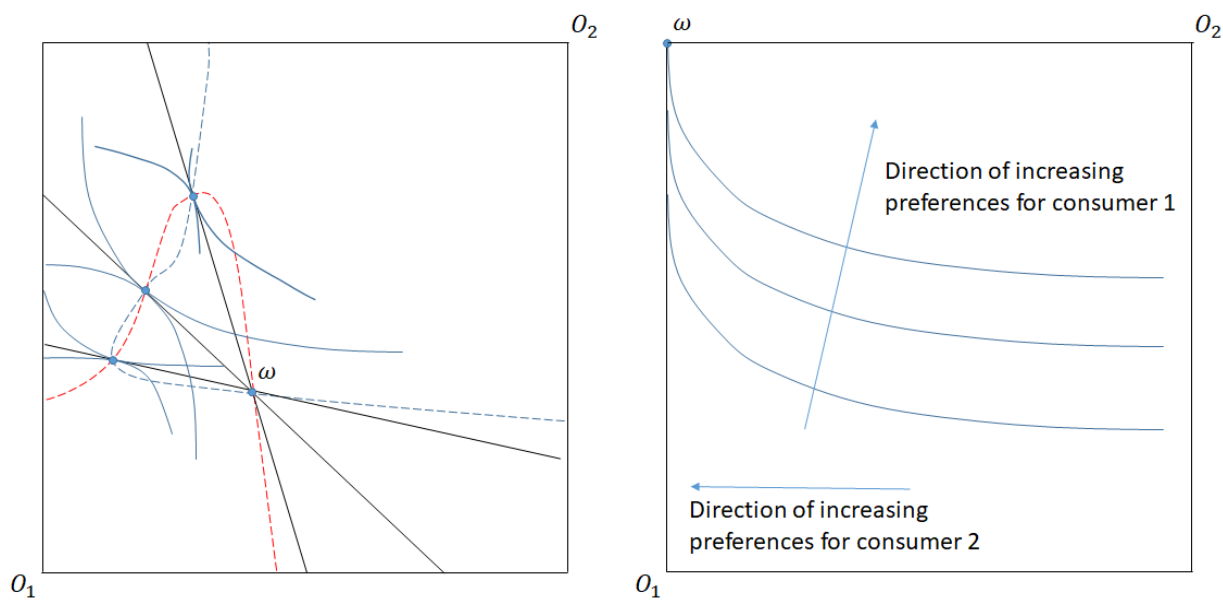 O₂
ω
O₁
ω
O₂
Direction of increasing
preferences for consumer 1
Direction of increasing
preferences for consumer 2
O₁